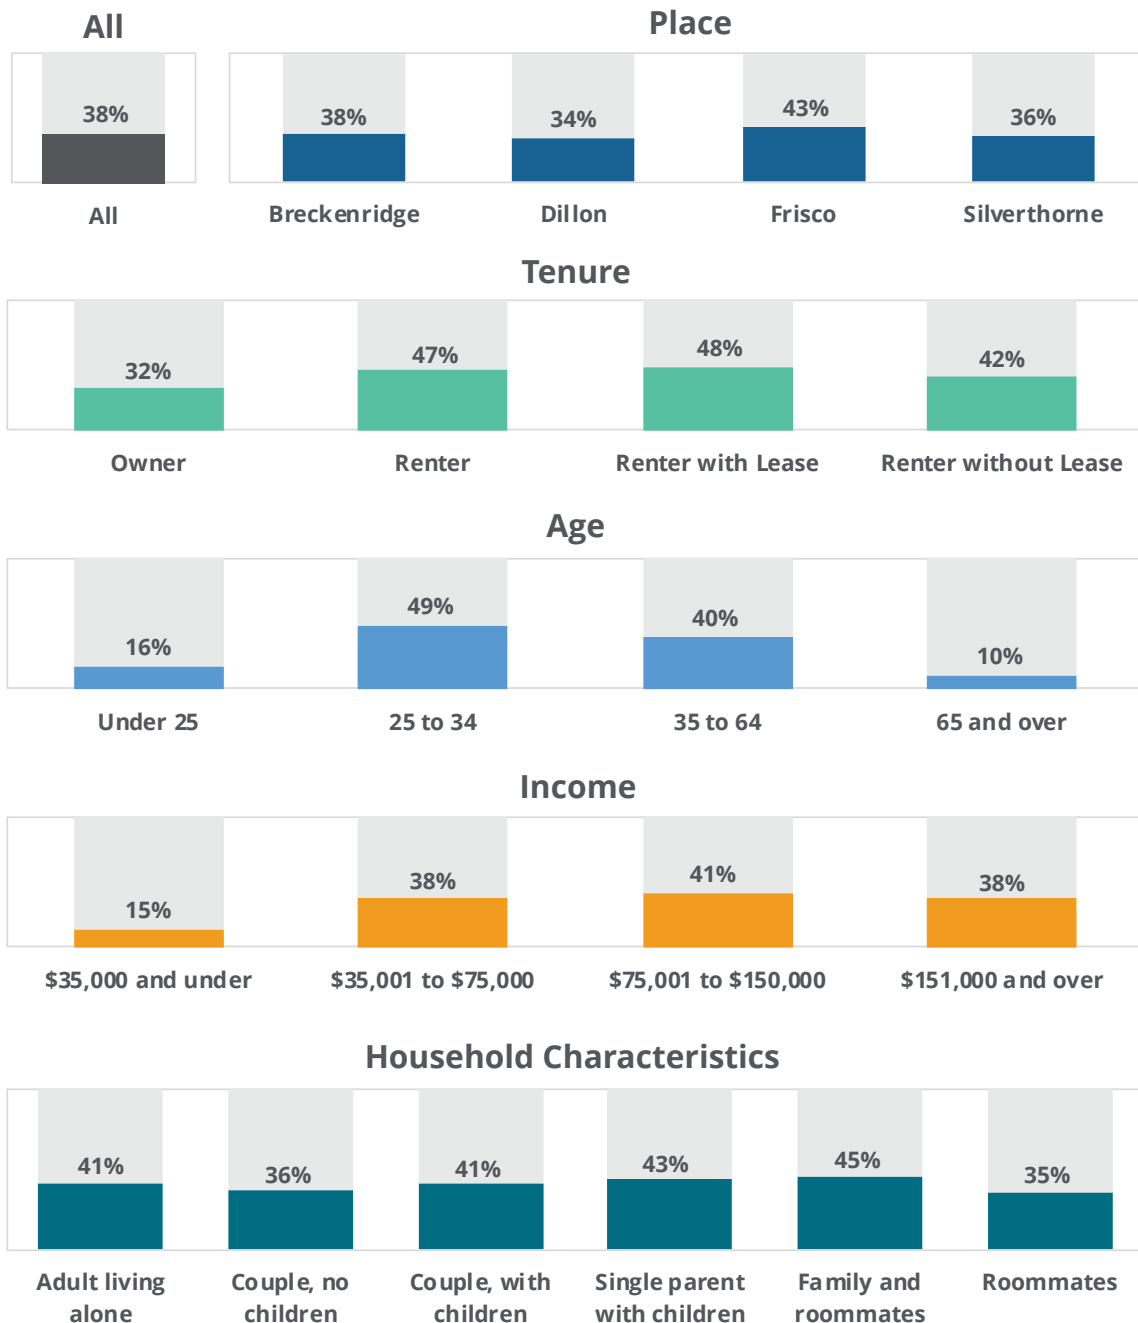 All
Place
38%
38%
34%
43%
36%
All
Breckenridge
Dillon
Frisco
Silverthorne
Tenure
32%
47%
48%
42%
Owner
Renter
Renter with Lease
Renter without Lease
Age
16%
49%
40%
10%
Under 25
25 to 34
35 to 64
65 and over
Income
15%
38%
41%
38%
$35,000 and under
$35,001 to $75,000
$75,001 to $150,000
$151,000 and over
Household Characteristics
41%
36%
41%
43%
45%
35%
Adult living
alone
Couple, no
children
Couple, with
children
Single parent
with children
Family and
roommates
Roommates